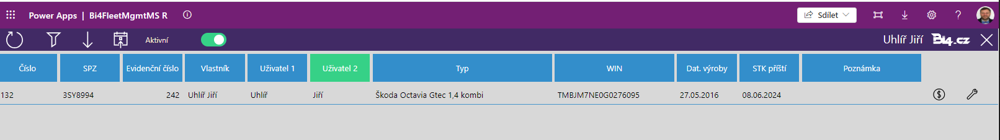 Power Apps | Bi4FleetMgmtMS R Sdílet
Aktivní Uhlíř Jiří Bi4.cz
Číslo SPZ Evidenční číslo Vlastník Uživatel 1 Uživatel 2 Typ WIN Dat. výroby STK příští Poznámka
132 3SY8994 242 Uhlíř Jiří Uhlíř Jiří Škoda Octavia Gtec 1,4 kombi TMBJM7NE0G0276095 27.05.2016 08.06.2024